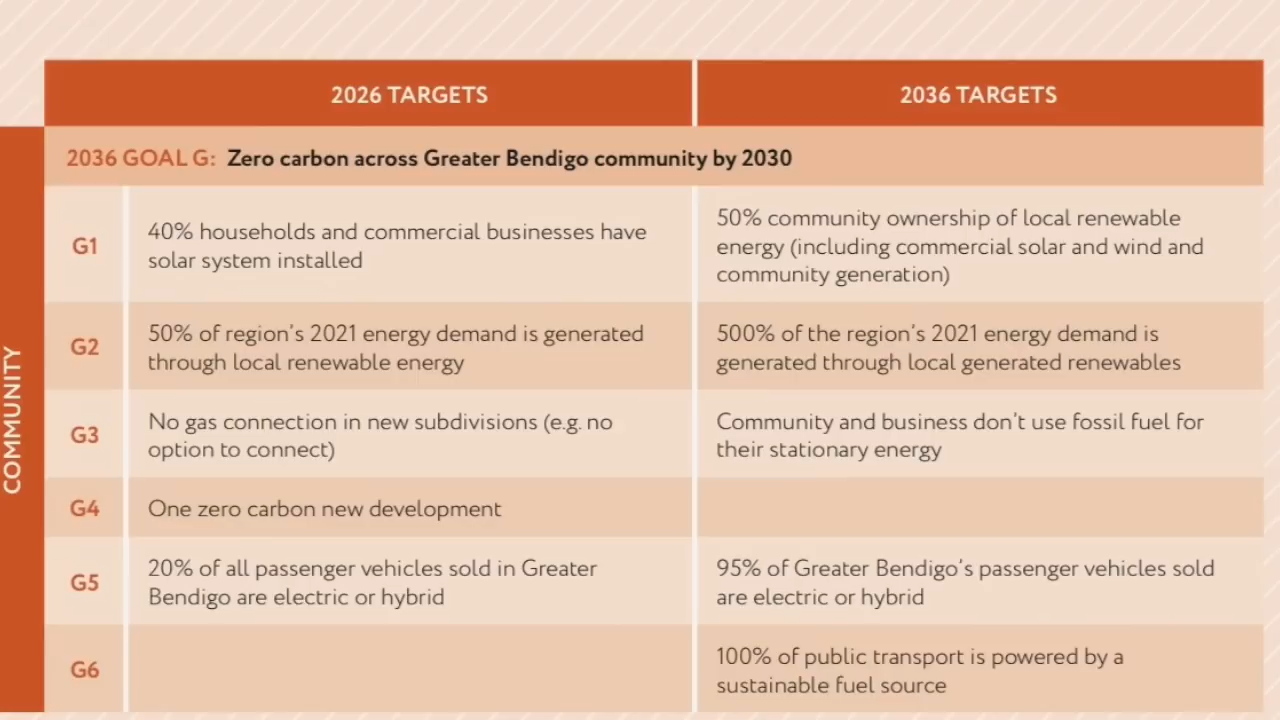 2026 TARGETS
2036 TARGETS
2036 GOAL G: Zero carbon across Greater Bendigo community by 2030
COMMUNITY
G1
40% households and commercial businesses have
solar system installed
50% community ownership of local renewable
energy (including commercial solar and wind and
community generation)
G2
50% of region's 2021 energy demand is generated
through local renewable energy
500% of the region's 2021 energy demand is
generated through local generated renewables
G3
No gas connection in new subdivisions (e.g. no
option to connect)
Community and business don't use fossil fuel for
their stationary energy
G4
One zero carbon new development
G5
20% of all passenger vehicles sold in Greater
Bendigo are electric or hybrid
95% of Greater Bendigo's passenger vehicles sold
are electric or hybrid
G6
100% of public transport is powered by a
sustainable fuel source